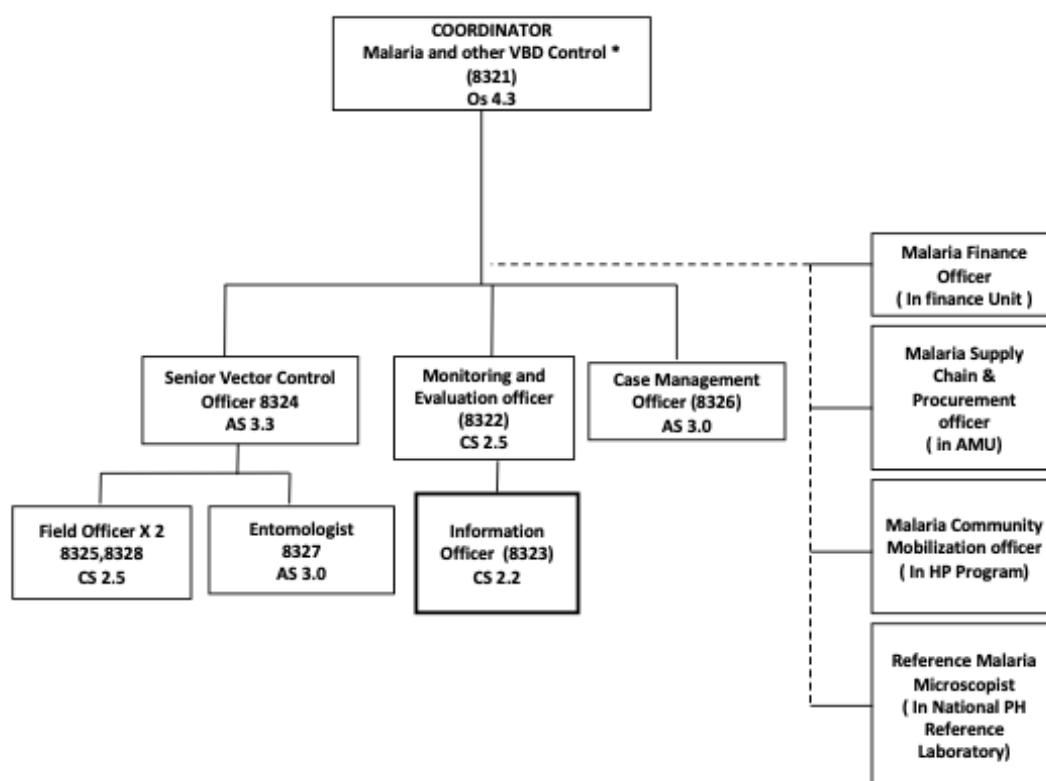 COORDINATOR
Malaria and other VBD Control *
(8321)
Os 4.3
Malaria Finance
Officer
( In finance Unit )
Senior Vector Control
Officer 8324
AS 3.3
Monitoring and
Evaluation officer
(8322)
CS 2.5
Case Management
Officer (8326)
AS 3.0
Malaria Supply
Chain &
Procurement
officer
( in AMU)
Field Officer X 2
8325,8328
CS 2.5
Entomologist
8327
AS 3.0
Information
Officer (8323)
CS 2.2
Malaria Community
Mobilization officer
( In HP Program)
Reference Malaria
Microscopist
( In National PH
Reference
Laboratory)